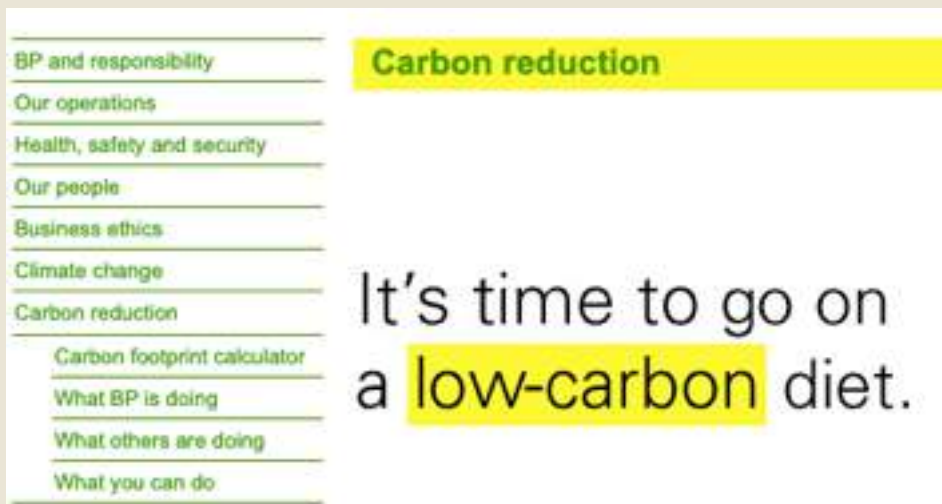 BP and responsibility
Our operations
Health, safety and security
Our people
Business ethics
Climate change
Carbon reduction
Carbon footprint calculator
What BP is doing
What others are doing
What you can do
Carbon reduction
It's time to go on
a low-carbon diet.